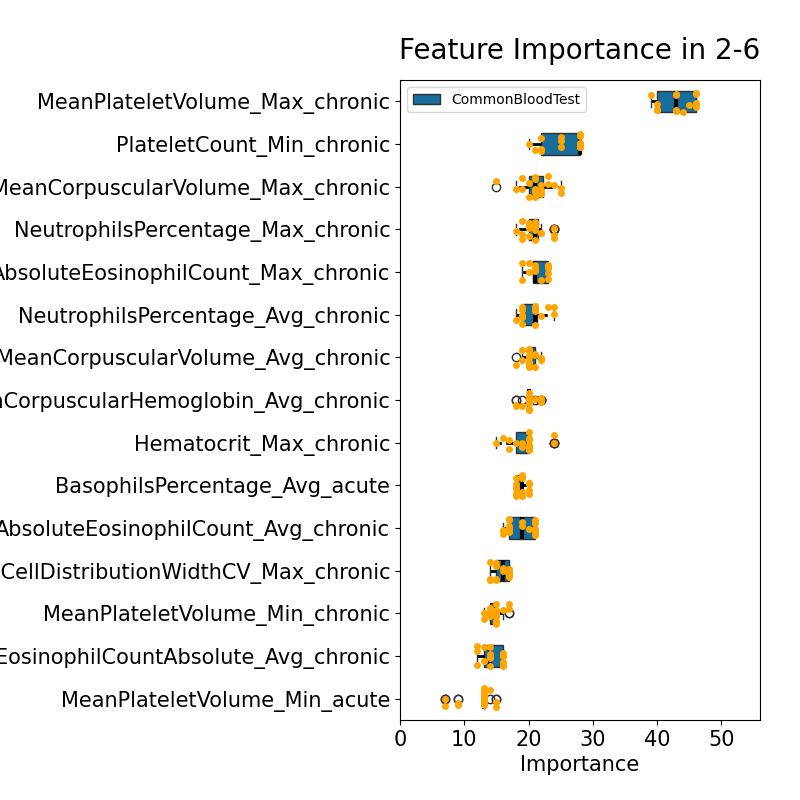 Feature Importance in 2-6
CommonBloodTest
MeanPlateletVolume_Max_chronic
PlateletCount_Min_chronic
MeanCorpuscularVolume_Max_chronic
NeutrophilsPercentage_Max_chronic
AbsoluteEosinophilCount_Max_chronic
NeutrophilsPercentage_Avg_chronic
MeanCorpuscularVolume_Avg_chronic
CorpuscularHemoglobin_Avg_chronic
Hematocrit_Max_chronic
BasophilsPercentage_Avg_acute
AbsoluteEosinophilCount_Avg_chronic
CellDistributionWidthCV_Max_chronic
MeanPlateletVolume_Min_chronic
EosinophilCountAbsolute_Avg_chronic
MeanPlateletVolume_Min_acute
0 10 20 30 40 50
Importance